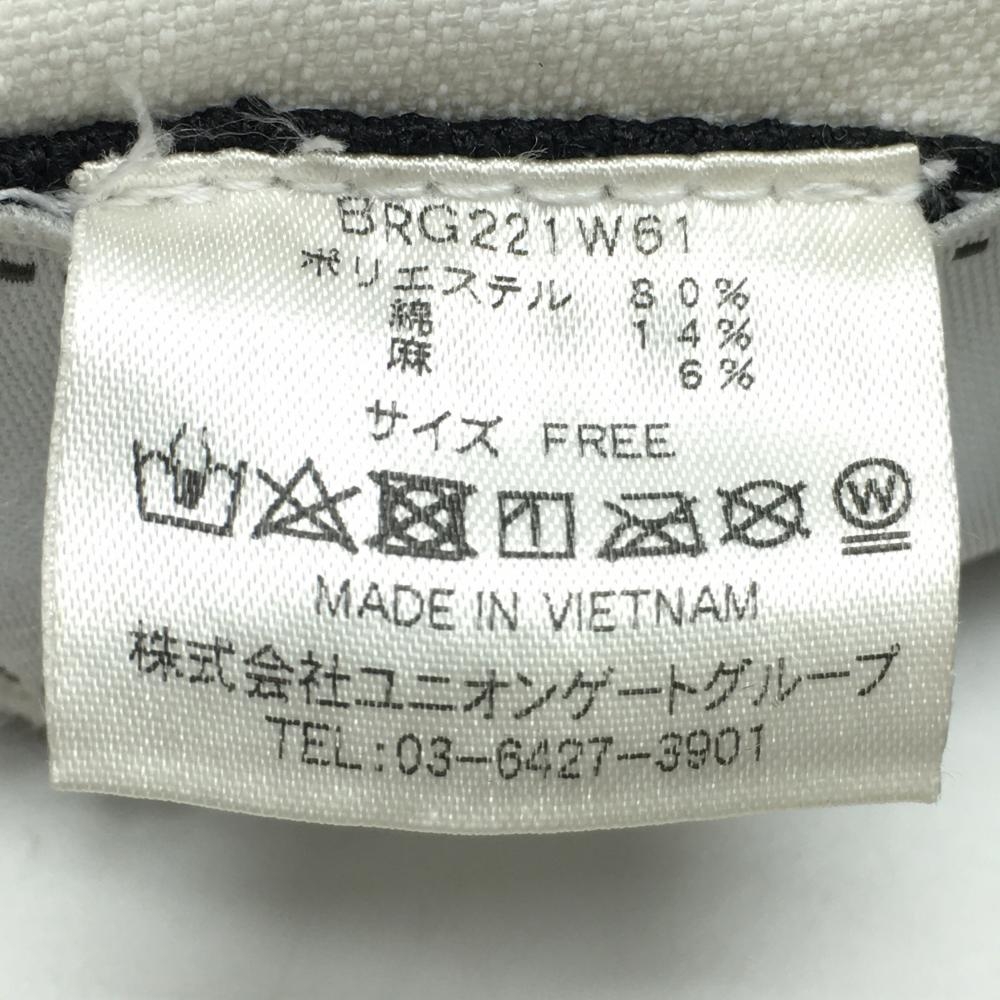 BRG221W61
ポリエステル 80%
綿 14%
麻 6%
サイズ FREE
W
MADE IN VIETNAM
株式会社ユニオンゲートグループ
TEL:03-6427-3901